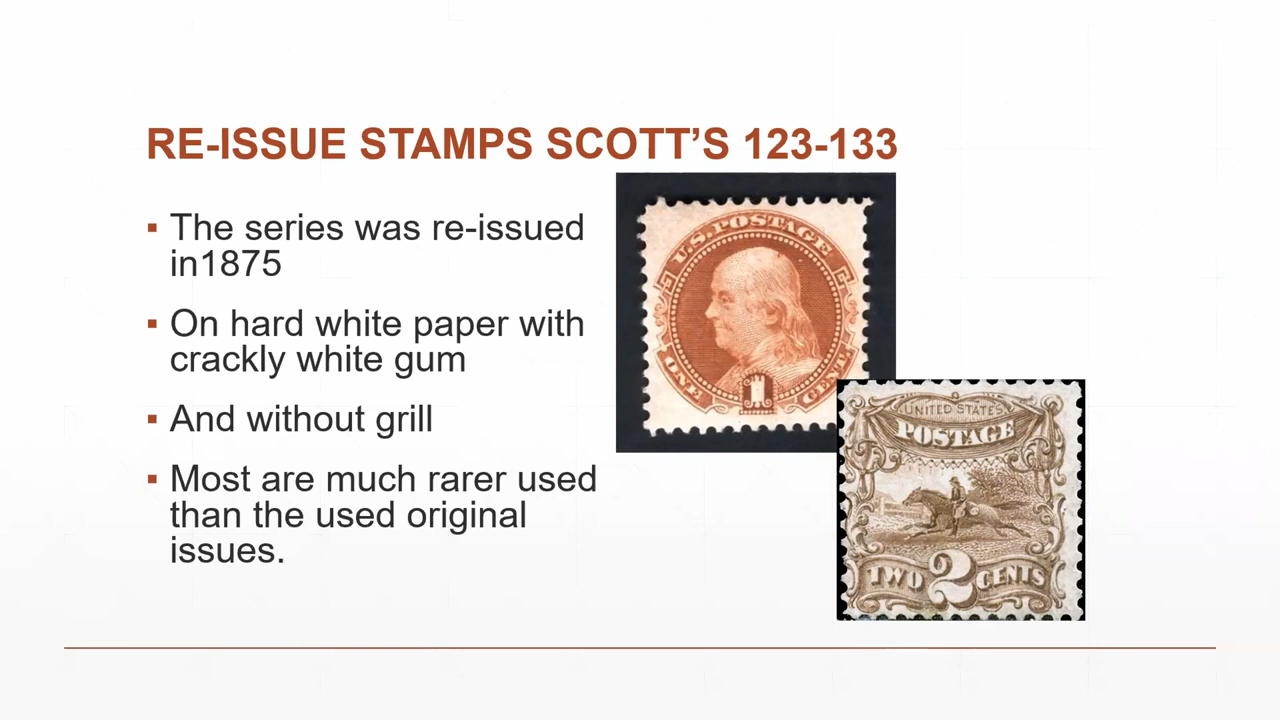 RE-ISSUE STAMPS SCOTT’S 123-133
▪ The series was re-issued
in1875
▪ On hard white paper with
crackly white gum
▪ And without grill
▪ Most are much rarer used
than the used original
issues.
U.S. POSTAGE
ONE 1 CENT
UNITED STATES
POSTAGE
TWO 2 CENTS